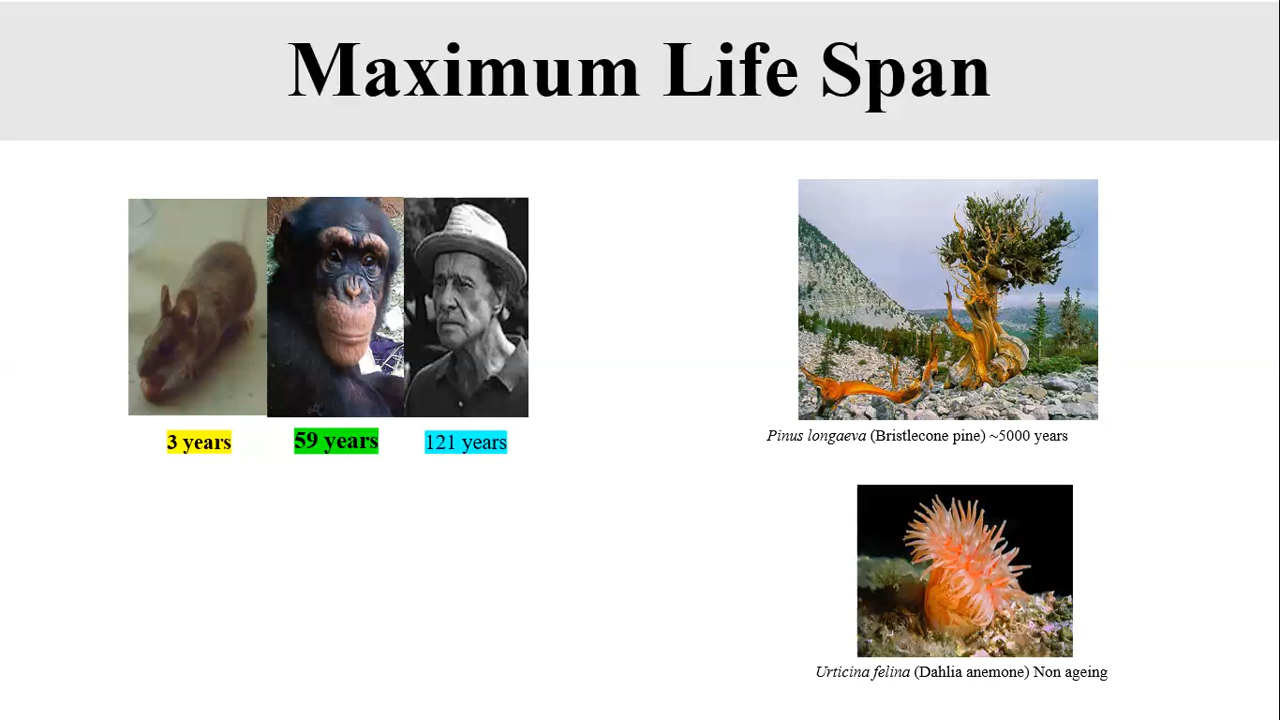 Maximum Life Span
3 years
59 years
121 years
Pinus longaeva (Bristlecone pine) ~5000 years
Urticina felina (Dahlia anemone) Non ageing